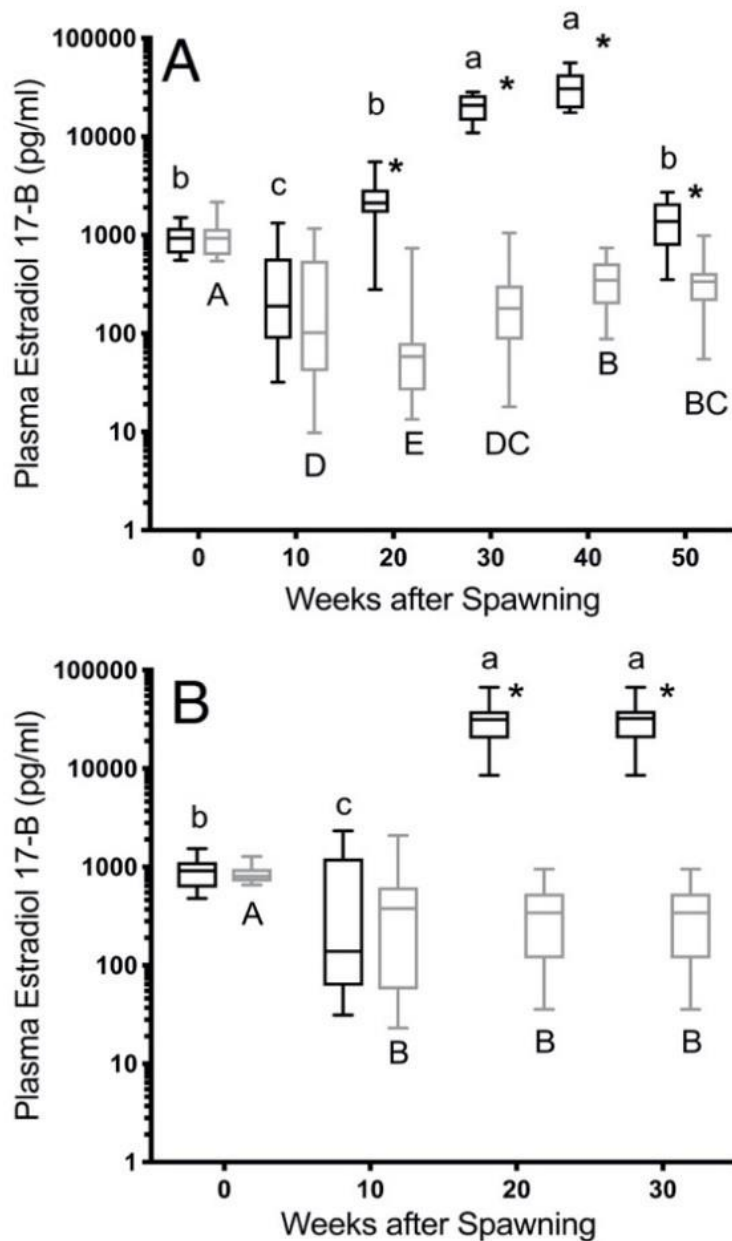 A
Plasma Estradiol 17-B (pg/ml)
100000
10000
1000
100
10
1
b
c
b
a
a
b
*
*
*
*
A
D
E
DC
B
BC
0 10 20 30 40 50
Weeks after Spawning
B
Plasma Estradiol 17-B (pg/ml)
100000
10000
1000
100
10
1
b
c
a
a
*
*
A
B
B
B
0 10 20 30
Weeks after Spawning